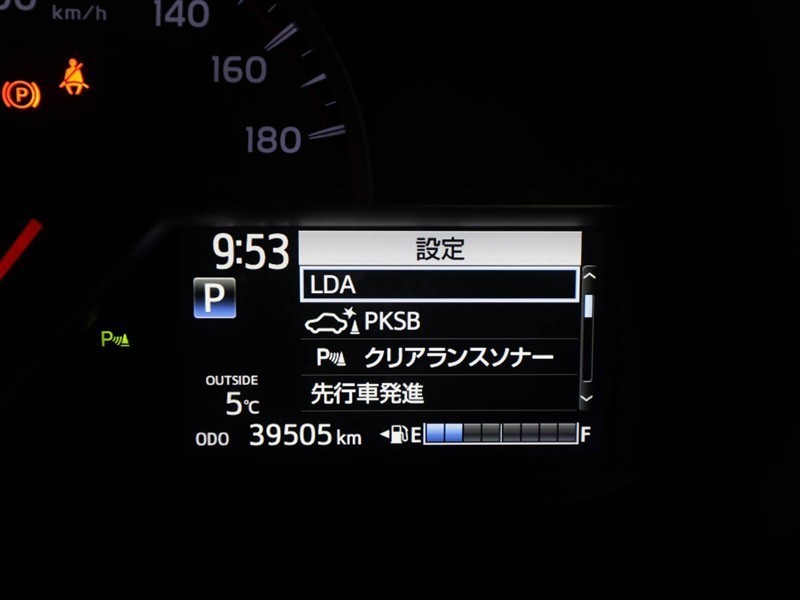 km/h
140
160
P
180
9:53
設定
LDA
P
PKSB
P クリアランスソナー
P
OUTSIDE
5℃
先行車発進
ODO 39505 km
E F